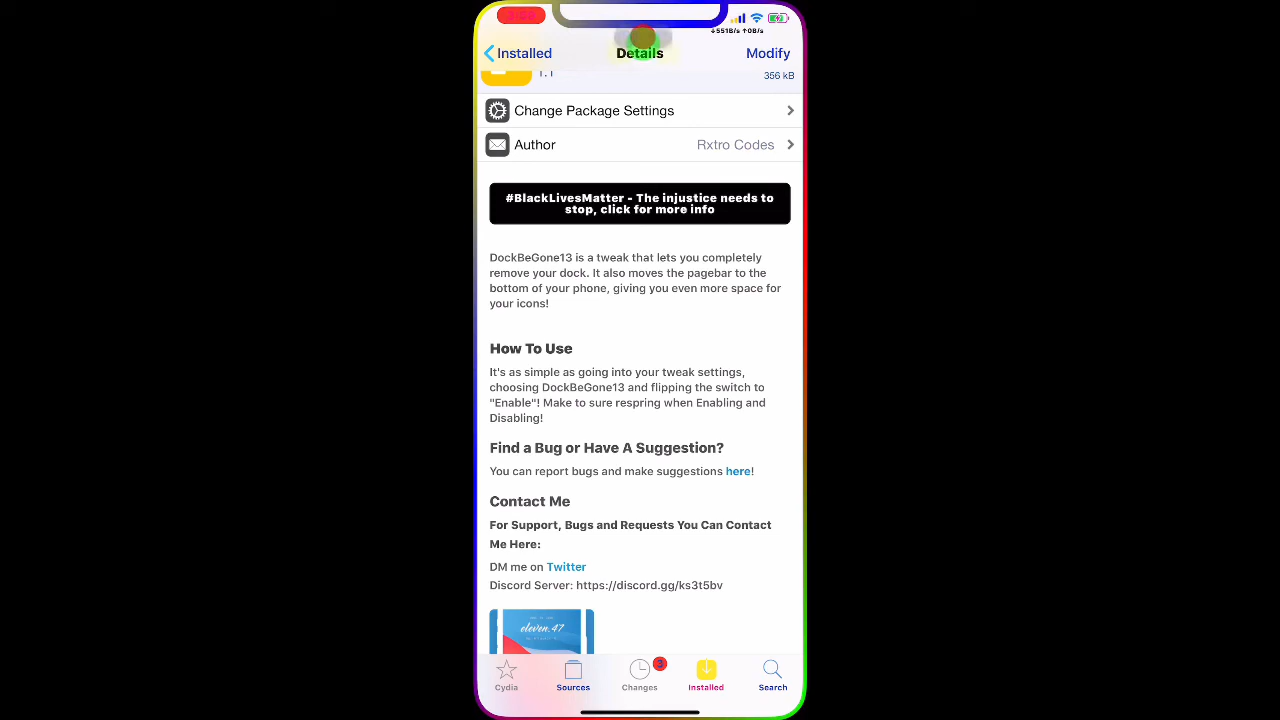 ↓551B/s ↑0B/s
Installed
Details
Modify
1.1
356 kB
Change Package Settings
Author
Rxtro Codes
#BlackLivesMatter - The injustice needs to
stop, click for more info
DockBeGone13 is a tweak that lets you completely
remove your dock. It also moves the pagebar to the
bottom of your phone, giving you even more space for
your icons!
How To Use
It's as simple as going into your tweak settings,
choosing DockBeGone13 and flipping the switch to
"Enable"! Make to sure respring when Enabling and
Disabling!
Find a Bug or Have A Suggestion?
You can report bugs and make suggestions here!
Contact Me
For Support, Bugs and Requests You Can Contact
Me Here:
DM me on Twitter
Discord Server: https://discord.gg/ks3t5bv
eleven.47
3
Cydia
Sources
Changes
Installed
Search